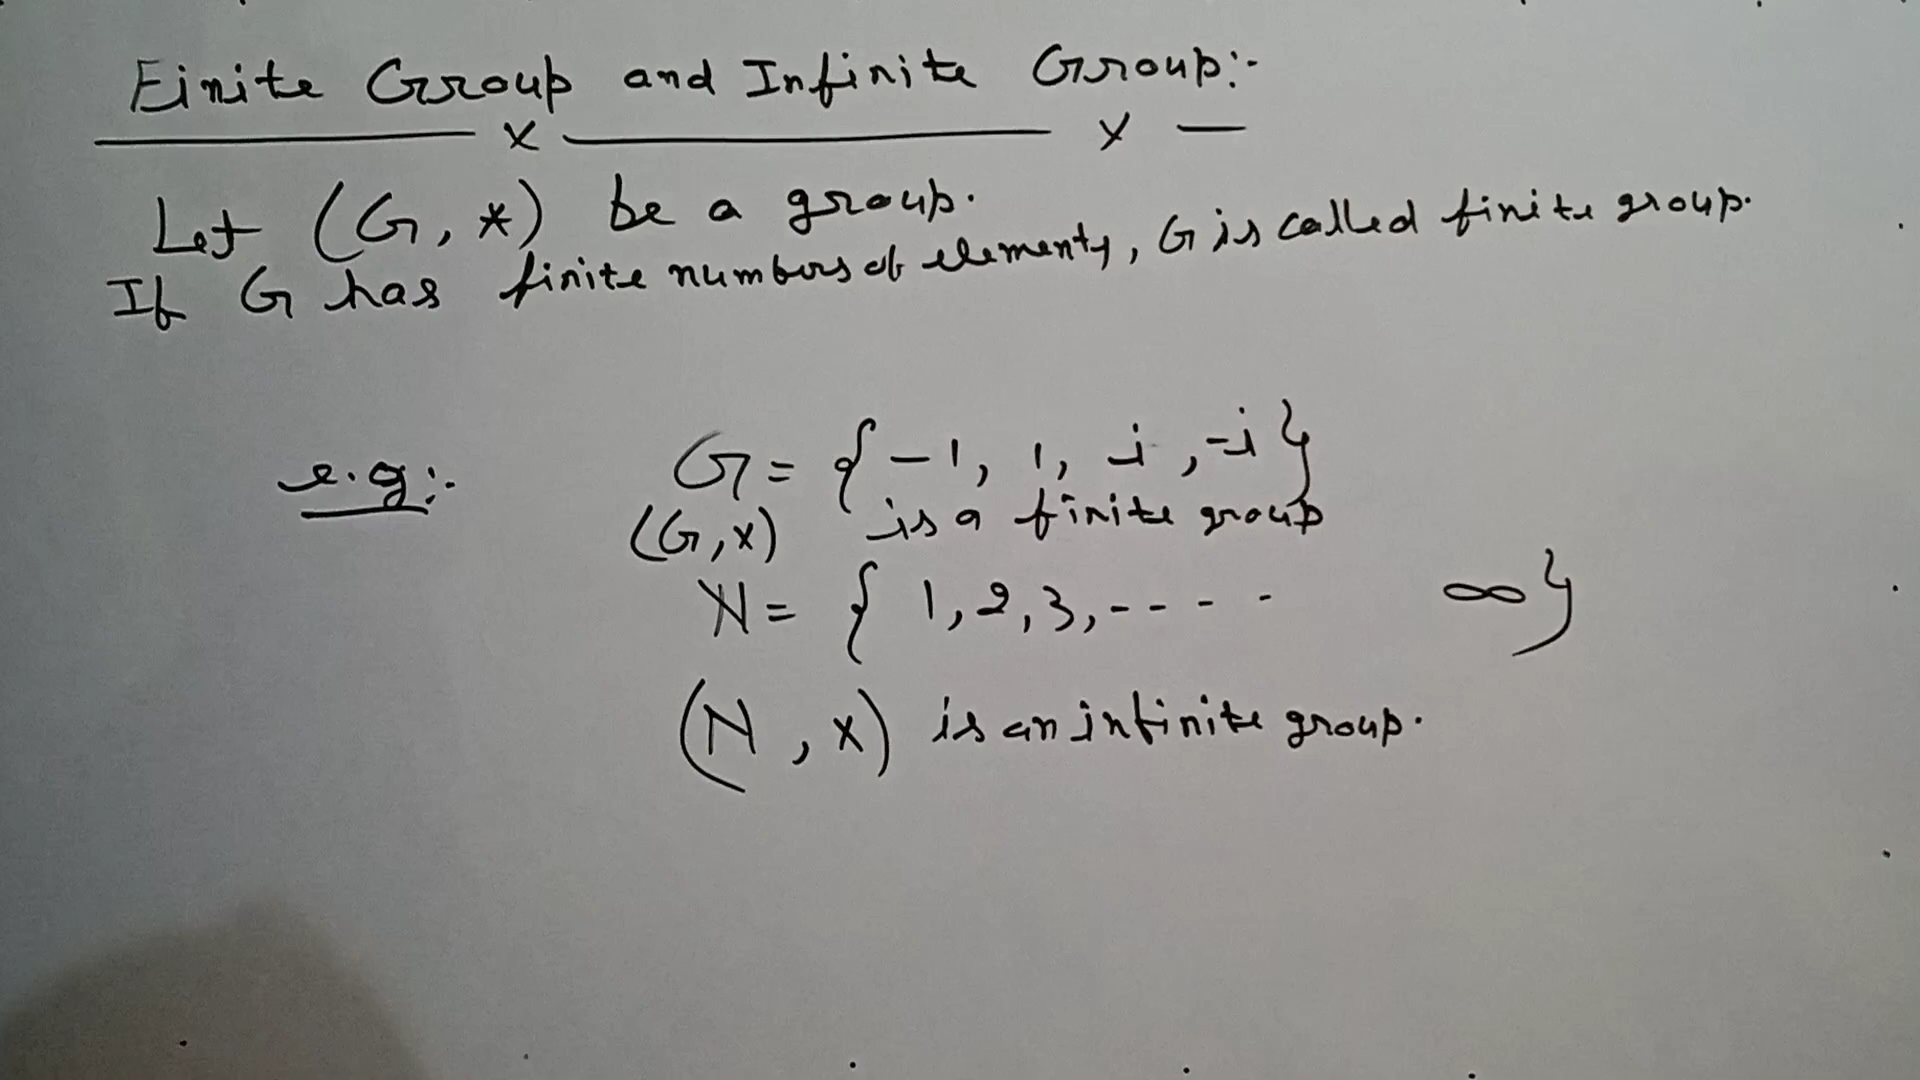 Finite Group and Infinite Group:-
x x
Let (G, *) be a group.
If G has finite numbers of elements, G is called finite group.
e.g:- G = {-1, 1, i, -i}
(G, x) is a finite group
N = { 1, 2, 3, ---- ∞}
(N, x) is an infinite group.